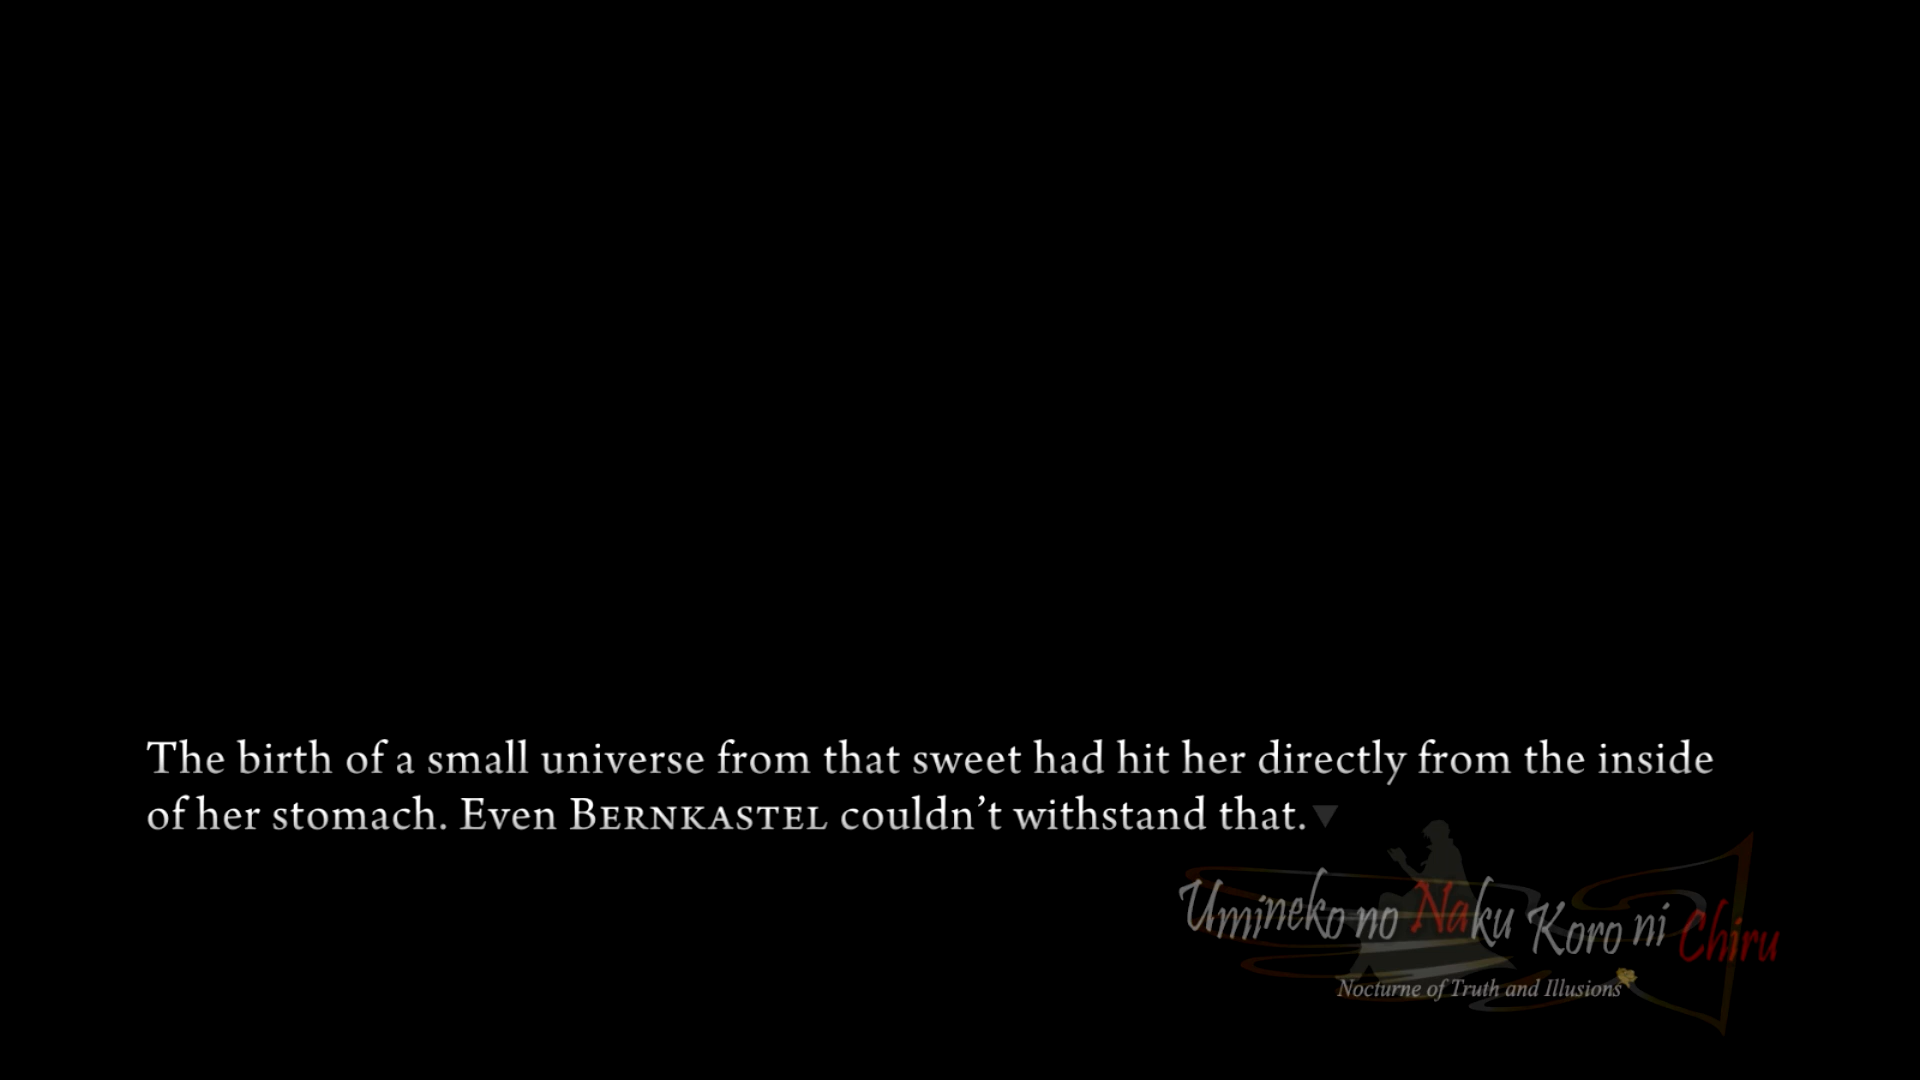 The birth of a small universe from that sweet had hit her directly from the inside
of her stomach. Even BERNKASTEL couldn’t withstand that.
Umineko no Naku Koro ni Chiru
Nocturne of Truth and Illusions